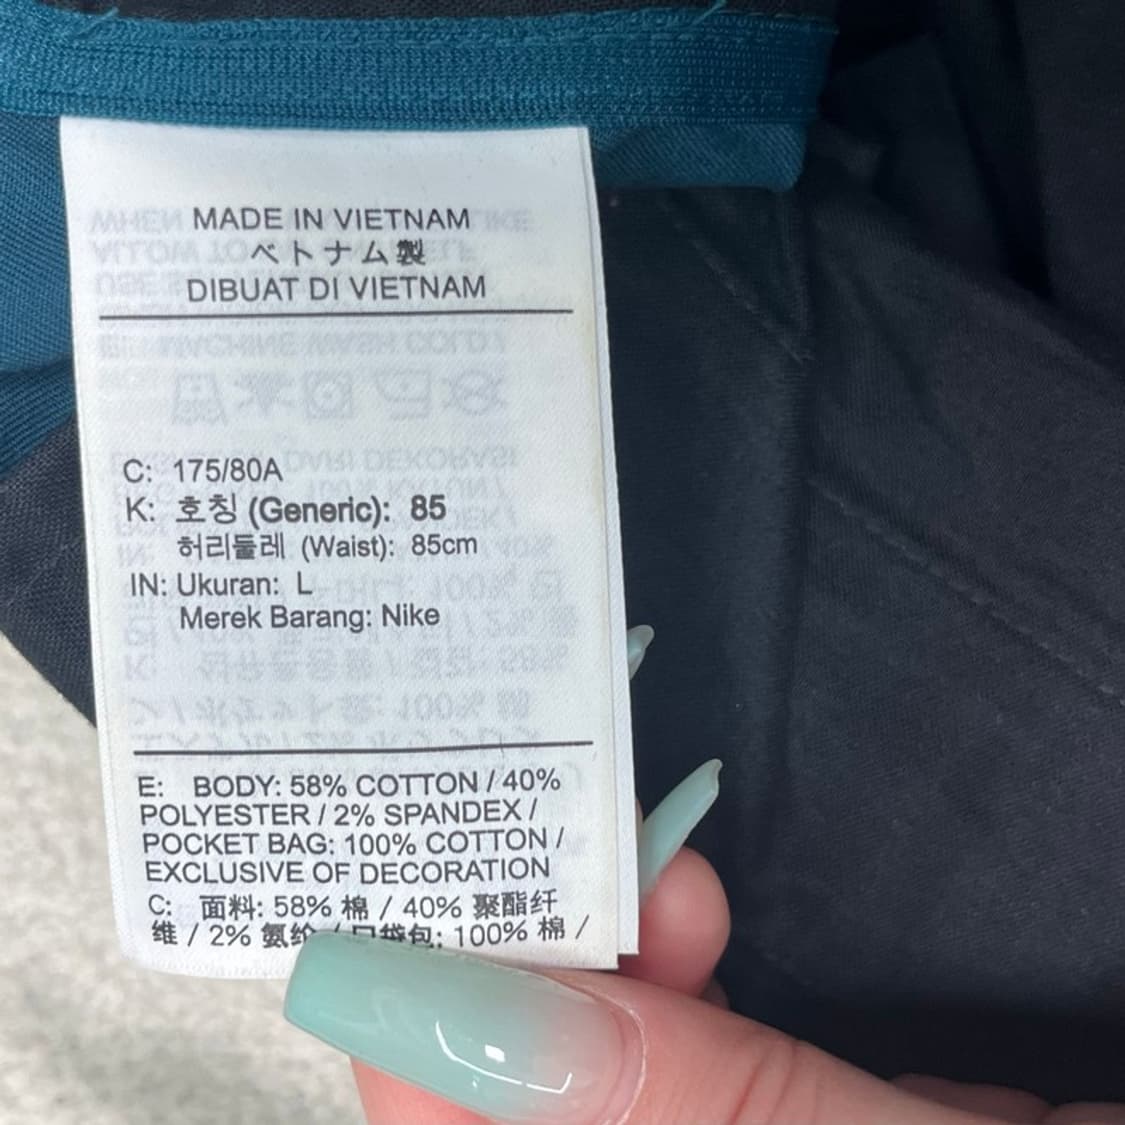 MADE IN VIETNAM
ベトナム製
DIBUAT DI VIETNAM
C: 175/80A
K: 호칭 (Generic): 85
허리둘레 (Waist): 85cm
IN: Ukuran: L
Merek Barang: Nike
E: BODY: 58% COTTON / 40%
POLYESTER / 2% SPANDEX /
POCKET BAG: 100% COTTON /
EXCLUSIVE OF DECORATION
C: 面料: 58% 棉 / 40% 聚酯纤
维 / 2% 氨纶 / 口袋包: 100% 棉 /